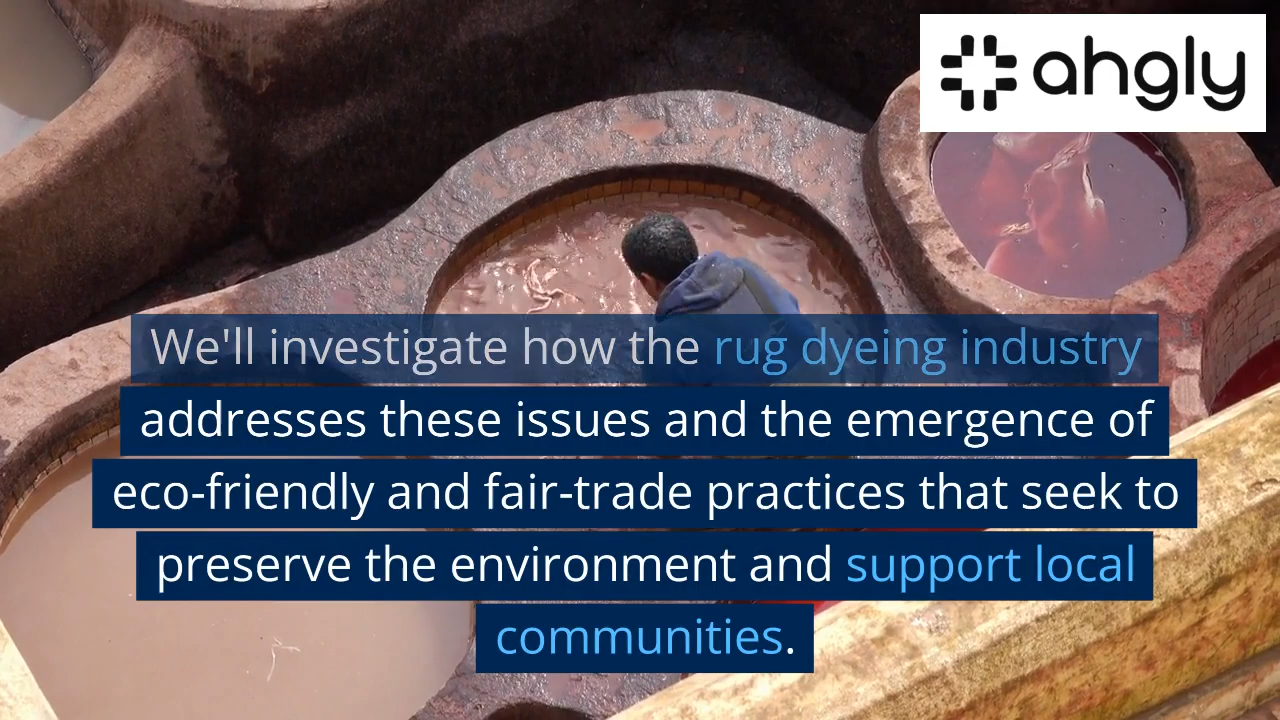 ahgly
We'll investigate how the rug dyeing industry
addresses these issues and the emergence of
eco-friendly and fair-trade practices that seek to
preserve the environment and support local
communities.